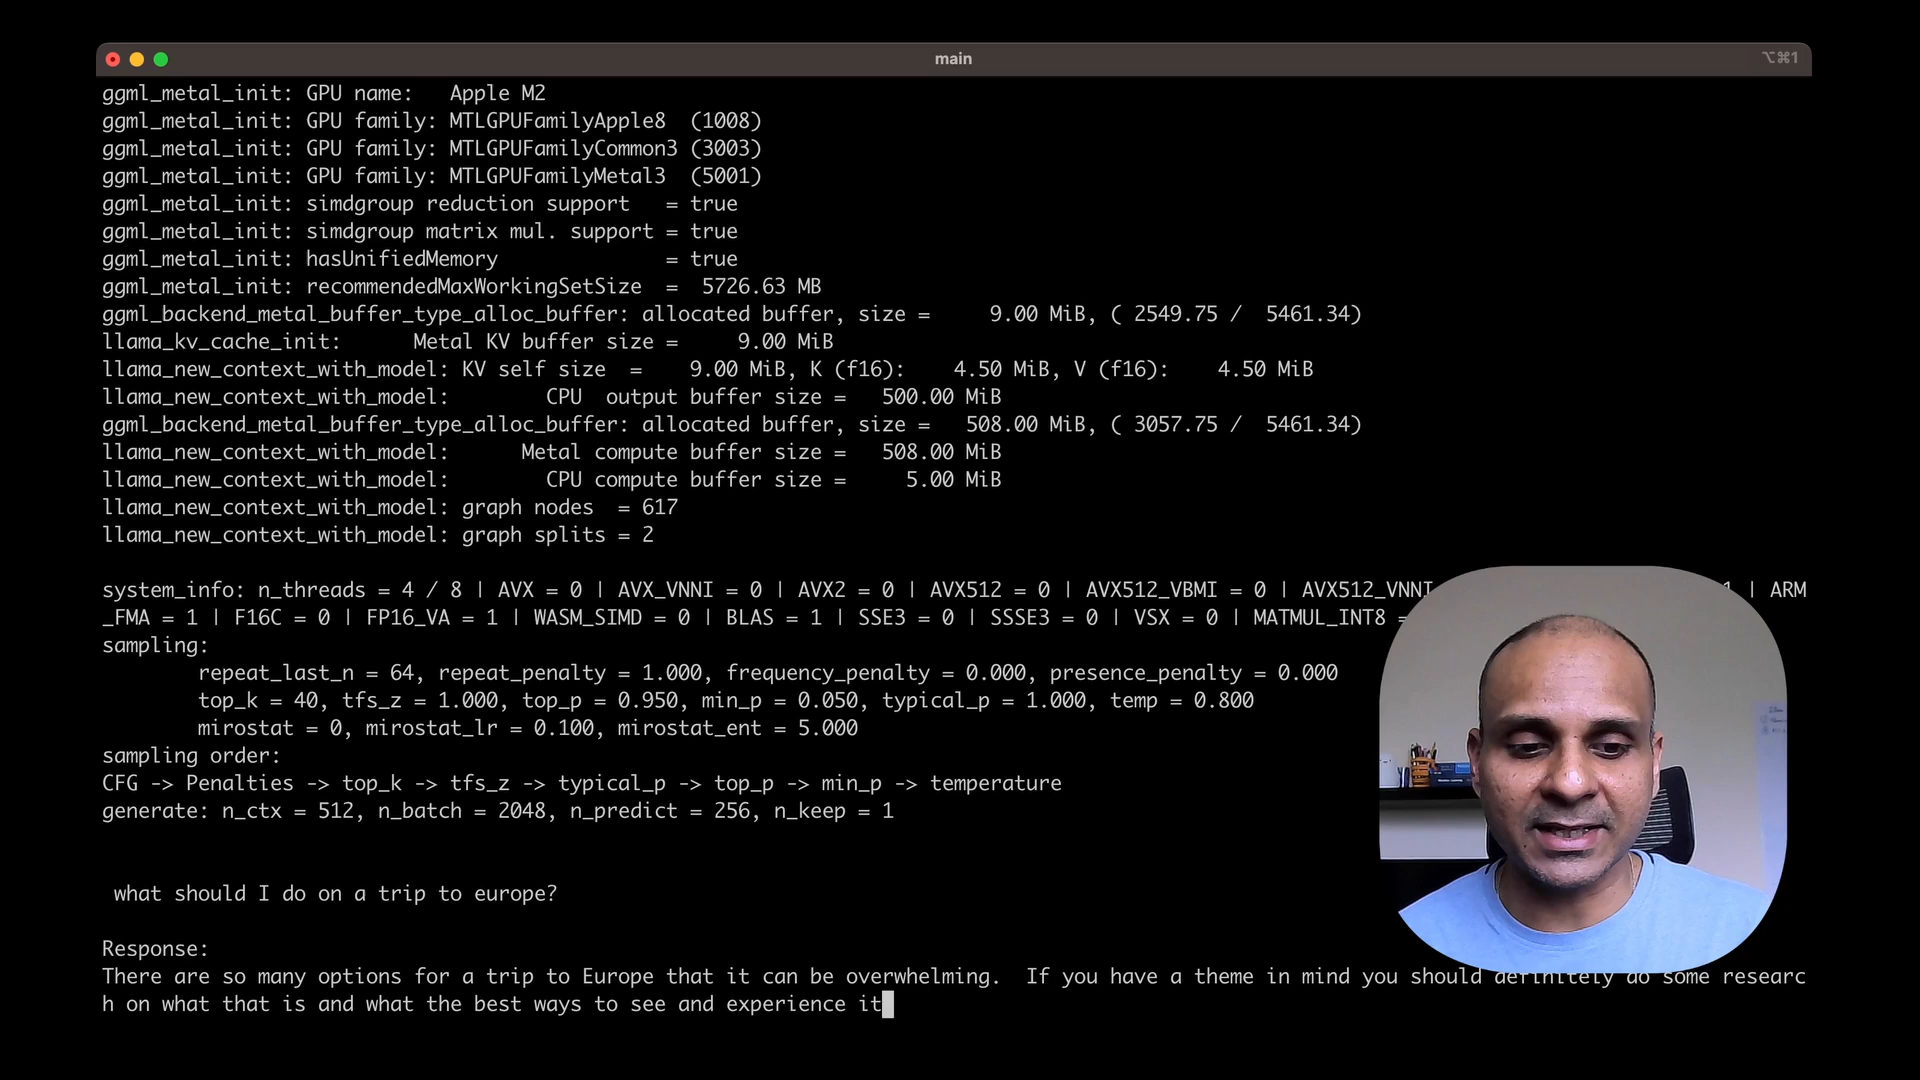 main
⌥⌘1
ggml_metal_init: GPU name:   Apple M2
ggml_metal_init: GPU family: MTLGPUFamilyApple8  (1008)
ggml_metal_init: GPU family: MTLGPUFamilyCommon3 (3003)
ggml_metal_init: GPU family: MTLGPUFamilyMetal3  (5001)
ggml_metal_init: simdgroup reduction support   = true
ggml_metal_init: simdgroup matrix mul. support = true
ggml_metal_init: hasUnifiedMemory              = true
ggml_metal_init: recommendedMaxWorkingSetSize  =  5726.63 MB
ggml_backend_metal_buffer_type_alloc_buffer: allocated buffer, size =     9.00 MiB, ( 2549.75 /  5461.34)
llama_kv_cache_init:      Metal KV buffer size =     9.00 MiB
llama_new_context_with_model: KV self size  =    9.00 MiB, K (f16):    4.50 MiB, V (f16):    4.50 MiB
llama_new_context_with_model:        CPU  output buffer size =   500.00 MiB
ggml_backend_metal_buffer_type_alloc_buffer: allocated buffer, size =   508.00 MiB, ( 3057.75 /  5461.34)
llama_new_context_with_model:      Metal compute buffer size =   508.00 MiB
llama_new_context_with_model:        CPU compute buffer size =     5.00 MiB
llama_new_context_with_model: graph nodes  = 617
llama_new_context_with_model: graph splits = 2
system_info: n_threads = 4 / 8 | AVX = 0 | AVX_VNNI = 0 | AVX2 = 0 | AVX512 = 0 | AVX512_VBMI = 0 | AVX512_VNNI | ARM
_FMA = 1 | F16C = 0 | FP16_VA = 1 | WASM_SIMD = 0 | BLAS = 1 | SSE3 = 0 | SSSE3 = 0 | VSX = 0 | MATMUL_INT8 =
sampling:
        repeat_last_n = 64, repeat_penalty = 1.000, frequency_penalty = 0.000, presence_penalty = 0.000
        top_k = 40, tfs_z = 1.000, top_p = 0.950, min_p = 0.050, typical_p = 1.000, temp = 0.800
        mirostat = 0, mirostat_lr = 0.100, mirostat_ent = 5.000
sampling order:
CFG -> Penalties -> top_k -> tfs_z -> typical_p -> top_p -> min_p -> temperature
generate: n_ctx = 512, n_batch = 2048, n_predict = 256, n_keep = 1
 what should I do on a trip to europe?
Response:
There are so many options for a trip to Europe that it can be overwhelming.  If you have a theme in mind you should definitely do some researc
h on what that is and what the best ways to see and experience it